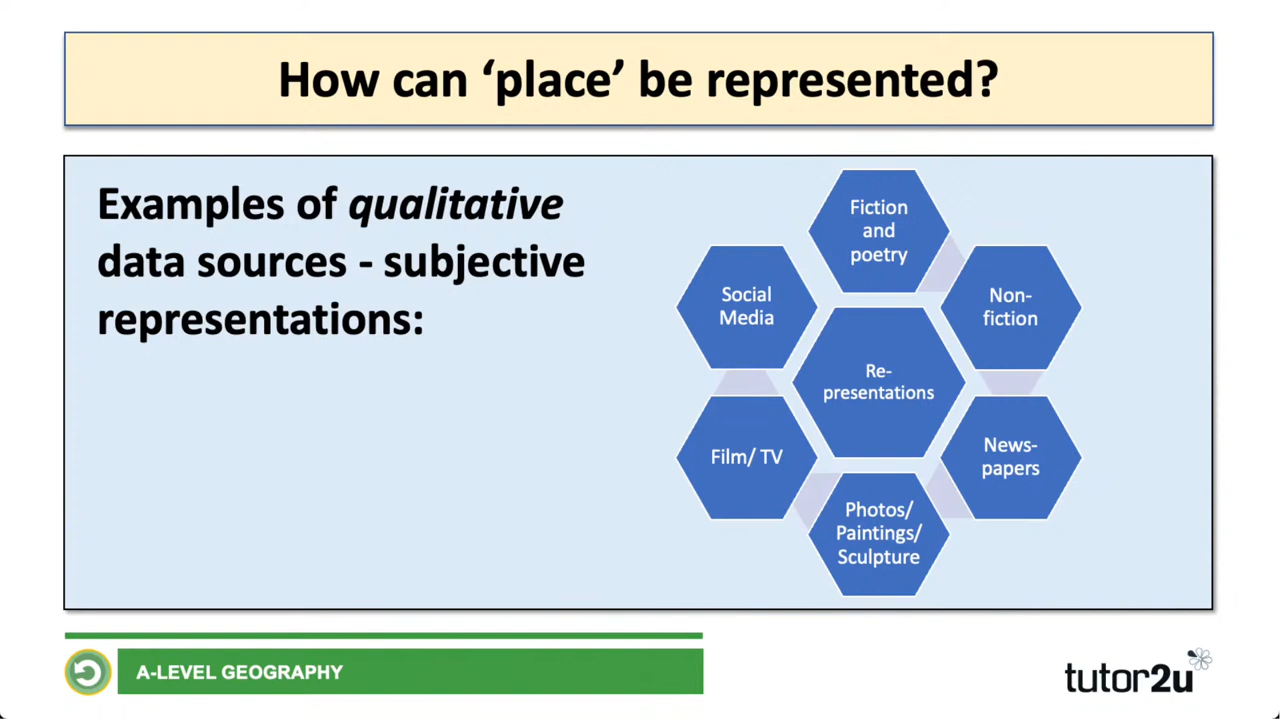 How can ‘place’ be represented?
Examples of qualitative
data sources - subjective
representations:
Fiction
and
poetry
Non-
fiction
News-
papers
Photos/
Paintings/
Sculpture
Film/ TV
Social
Media
Re-
presentations
A-LEVEL GEOGRAPHY
tutor2u